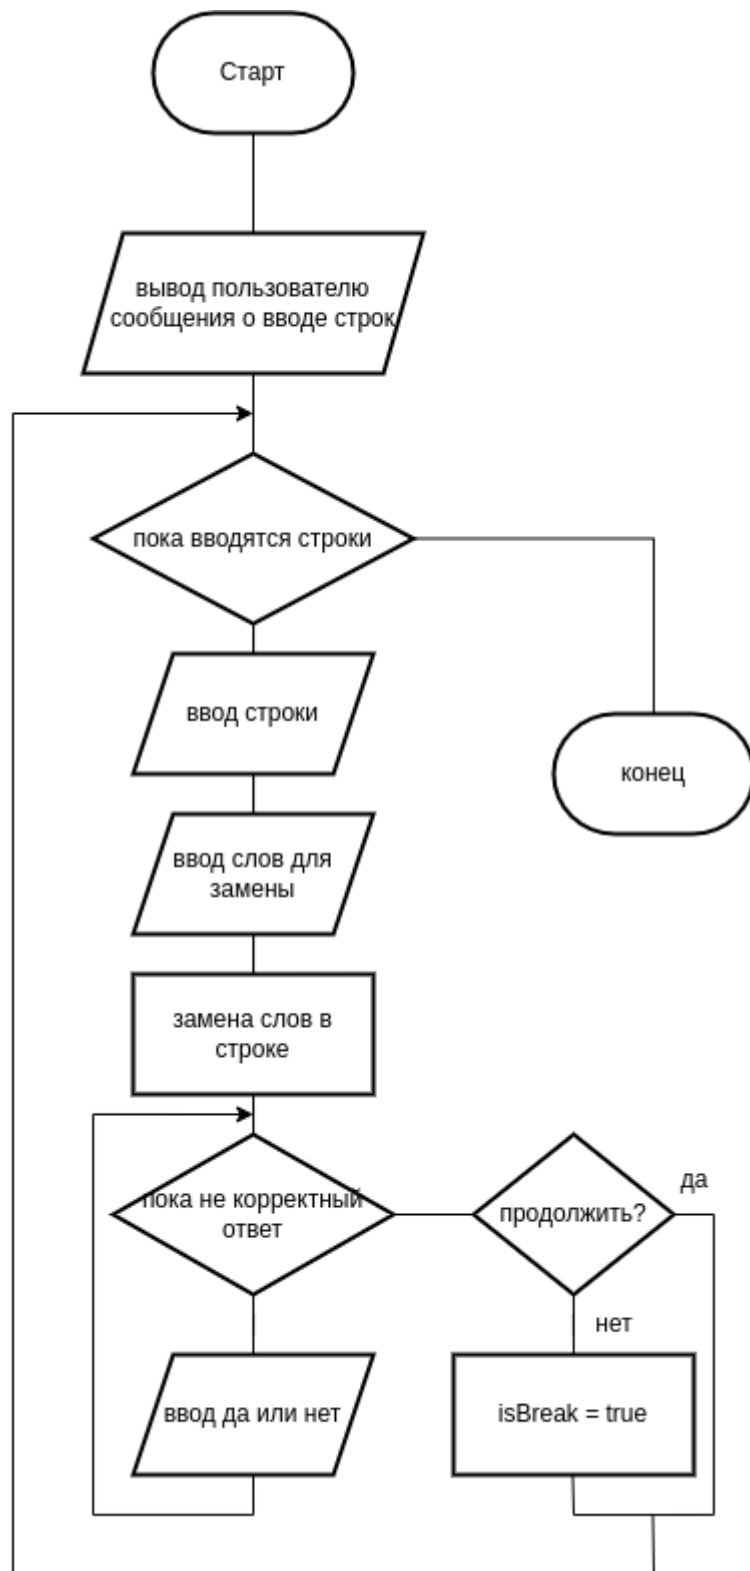 Старт
вывод пользователю
сообщения о вводе строк
пока вводятся строки
ввод строки
конец
ввод слов для
замены
замена слов в
строке
пока не корректный
ответ
продолжить?
да
нет
ввод да или нет
isBreak = true